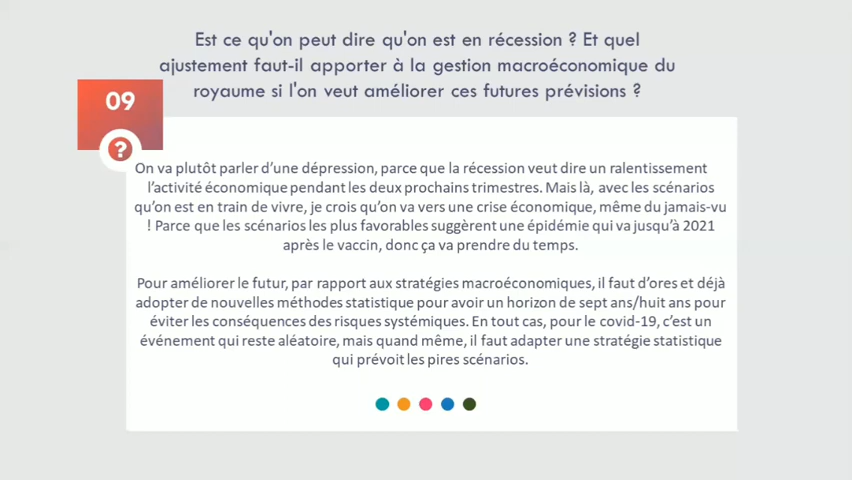 Est ce qu'on peut dire qu'on est en récession ? Et quel
ajustement faut-il apporter à la gestion macroéconomique du
royaume si l'on veut améliorer ces futures prévisions ?
09
?
On va plutôt parler d'une dépression, parce que la récession veut dire un ralentissement
l'activité économique pendant les deux prochains trimestres. Mais là, avec les scénarios
qu'on est en train de vivre, je crois qu'on va vers une crise économique, même du jamais-vu
! Parce que les scénarios les plus favorables suggèrent une épidémie qui va jusqu'à 2021
après le vaccin, donc ça va prendre du temps.
Pour améliorer le futur, par rapport aux stratégies macroéconomiques, il faut d'ores et déjà
adopter de nouvelles méthodes statistique pour avoir un horizon de sept ans/huit ans pour
éviter les conséquences des risques systémiques. En tout cas, pour le covid-19, c'est un
événement qui reste aléatoire, mais quand même, il faut adapter une stratégie statistique
qui prévoit les pires scénarios.